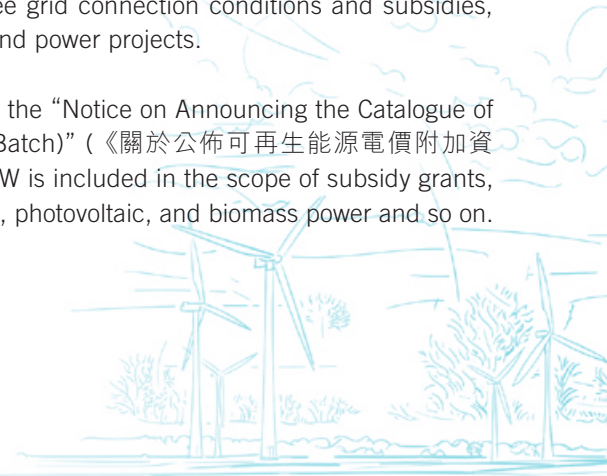 ee grid connection conditions and subsidies,
nd power projects.
the “Notice on Announcing the Catalogue of
Batch)” (《關於公佈可再生能源電價附加資
W is included in the scope of subsidy grants,
, photovoltaic, and biomass power and so on.